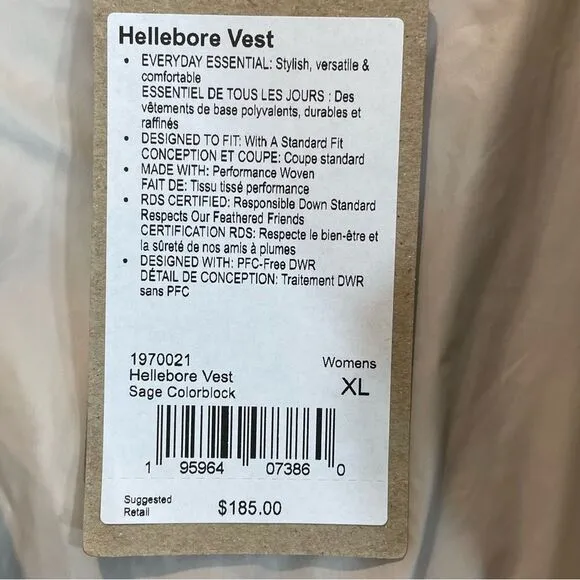 Hellebore Vest
• EVERYDAY ESSENTIAL: Stylish, versatile &
comfortable
ESSENTIEL DE TOUS LES JOURS : Des
vêtements de base polyvalents, durables et
raffinés
• DESIGNED TO FIT: With A Standard Fit
CONCEPTION ET COUPE: Coupe standard
• MADE WITH: Performance Woven
FAIT DE: Tissu tissé performance
• RDS CERTIFIED: Responsible Down Standard
Respects Our Feathered Friends
CERTIFICATION RDS: Respecte le bien-être et
la sûreté de nos amis à plumes
• DESIGNED WITH: PFC-Free DWR
DÉTAIL DE CONCEPTION: Traitement DWR
sans PFC
1970021
Hellebore Vest
Sage Colorblock
Womens
XL
1 95964 07386 0
Suggested
Retail
$185.00